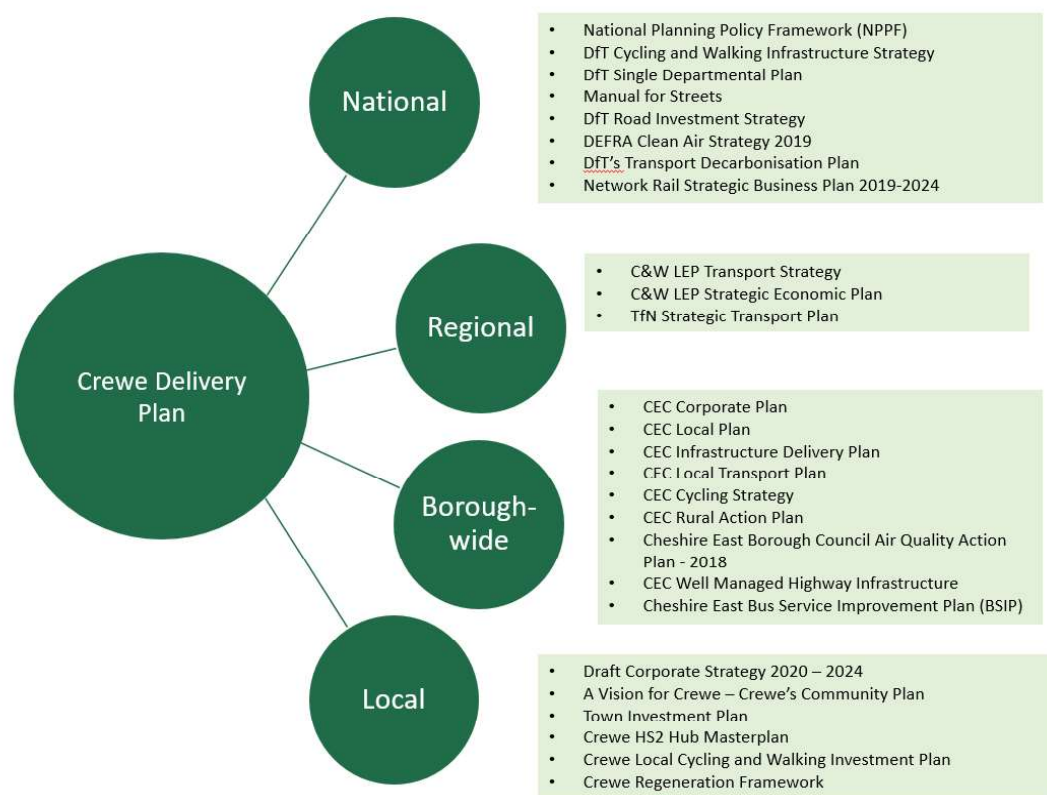 National
• National Planning Policy Framework (NPPF)
• DfT Cycling and Walking Infrastructure Strategy
• DfT Single Departmental Plan
• Manual for Streets
• DfT Road Investment Strategy
• DEFRA Clean Air Strategy 2019
• DfT's Transport Decarbonisation Plan
• Network Rail Strategic Business Plan 2019-2024
Regional
• C&W LEP Transport Strategy
• C&W LEP Strategic Economic Plan
• TfN Strategic Transport Plan
Crewe Delivery
Plan
Borough-
wide
• CEC Corporate Plan
• CEC Local Plan
• CEC Infrastructure Delivery Plan
• CEC Local Transport Plan
• CEC Cycling Strategy
• CEC Rural Action Plan
• Cheshire East Borough Council Air Quality Action
Plan - 2018
• CEC Well Managed Highway Infrastructure
• Cheshire East Bus Service Improvement Plan (BSIP)
Local
• Draft Corporate Strategy 2020 – 2024
• A Vision for Crewe – Crewe's Community Plan
• Town Investment Plan
• Crewe HS2 Hub Masterplan
• Crewe Local Cycling and Walking Investment Plan
• Crewe Regeneration Framework